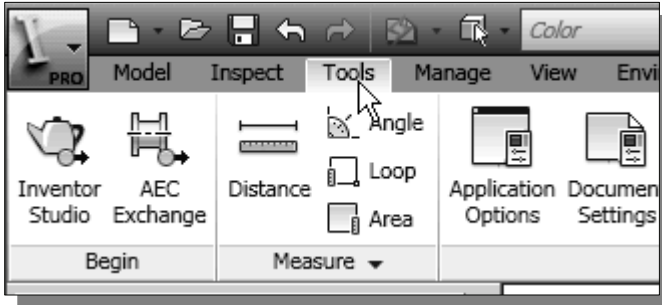 Color
PRO Model Inspect Tools Manage View Envi
Angle
Loop
Area
Inventor Studio
AEC Exchange
Distance
Application Options
Documen Settings
Begin Measure